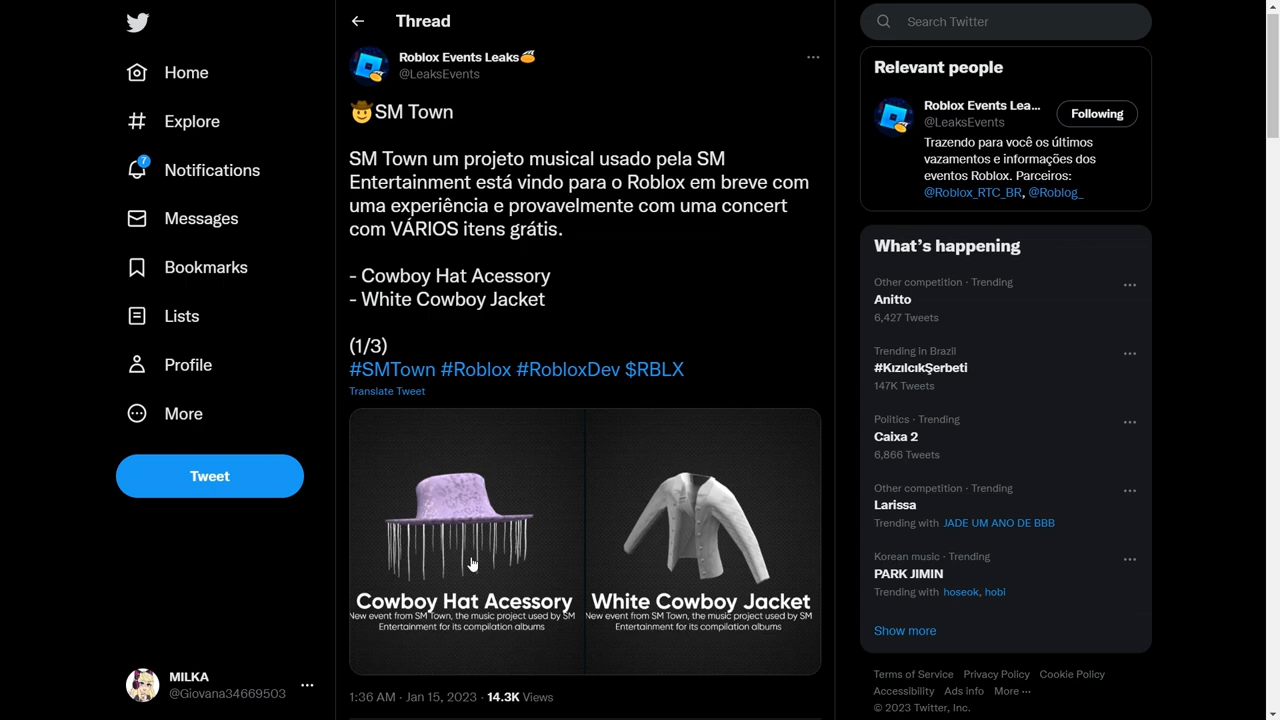 Home
Explore
7
Notifications
Messages
Bookmarks
Lists
Profile
More
Tweet
MILKA
@Giovana34669503
Thread
Roblox Events Leaks
@LeaksEvents
SM Town
SM Town um projeto musical usado pela SM
Entertainment está vindo para o Roblox em breve com
uma experiência e provavelmente com uma concert
com VÁRIOS itens grátis.
- Cowboy Hat Acessory
- White Cowboy Jacket
(1/3)
#SMTown #Roblox #RobloxDev $RBLX
Translate Tweet
Cowboy Hat Acessory
New event from SM Town, the music project used by SM
Entertainment for its compilation albums
White Cowboy Jacket
New event from SM Town, the music project used by SM
Entertainment for its compilation albums
1:36 AM · Jan 15, 2023 · 14.3K Views
Search Twitter
Relevant people
Roblox Events Lea...
@LeaksEvents
Following
Trazendo para você os últimos
vazamentos e informações dos
eventos Roblox. Parceiros:
@Roblox_RTC_BR, @Roblog_
What's happening
Other competition · Trending
Anitto
6,427 Tweets
Trending in Brazil
#KızılcıkŞerbeti
147K Tweets
Politics · Trending
Caixa 2
6,866 Tweets
Other competition · Trending
Larissa
Trending with JADE UM ANO DE BBB
Korean music · Trending
PARK JIMIN
Trending with hoseok, hobi
Show more
Terms of Service Privacy Policy Cookie Policy
Accessibility Ads info More ···
© 2023 Twitter, Inc.